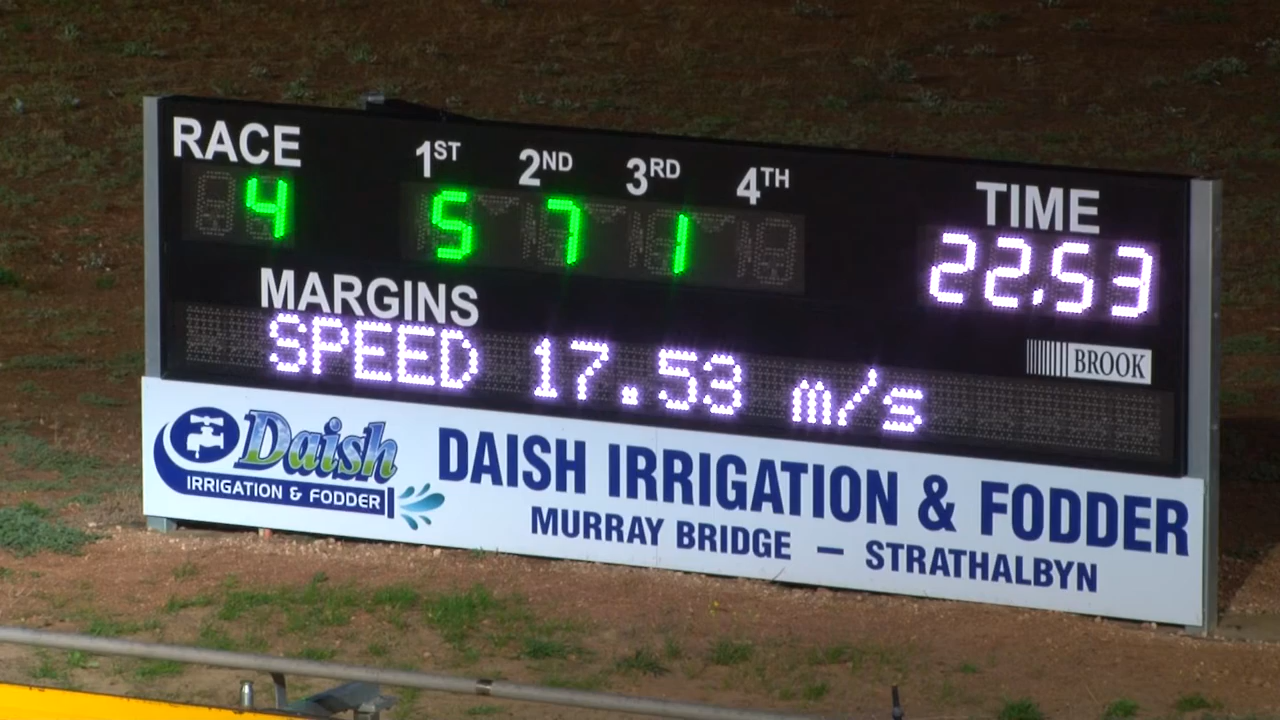 RACE 1ST 2ND 3RD 4TH TIME
4 5 7 1 22.53
MARGINS
SPEED 17.53 m/s
BROOK
Daish
IRRIGATION & FODDER
DAISH IRRIGATION & FODDER
MURRAY BRIDGE – STRATHALBYN